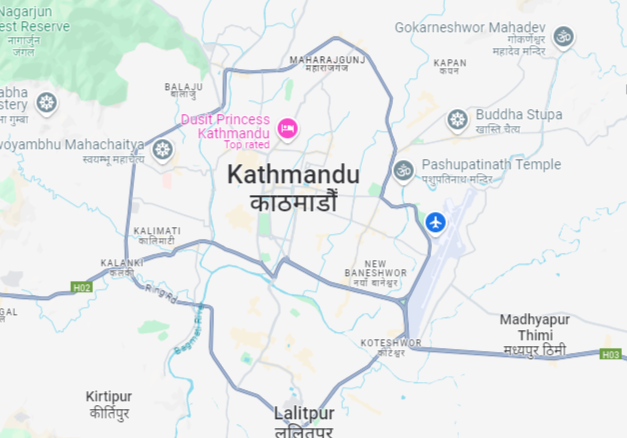 Nagarjun
est Reserve
नागार्जुन
जंगल
Gokarneshwor Mahadev
गोकर्णेश्वर
महादेव मन्दिर
MAHARAJGUNJ
महाराजगंज
KAPAN
कपन
BALAJU
बालाजु
abha
stery
गुम्बा
Dusit Princess
Kathmandu
Top rated
Buddha Stupa
खास्ति चैत्य
woyambhu Mahachaitya
स्वयम्भू महाचैत्य
Pashupatinath Temple
पशुपतिनाथ मन्दिर
Kathmandu
काठमाडौँ
KALIMATI
कालिमाटी
KALANKI
कलंकी
NEW
BANESHWOR
नयाँ बानेश्वर
H02
Ring Rd
GAL
Bagmati River
Madhyapur
Thimi
मध्यपुर ठिमी
KOTESHWOR
कोटेश्वर
H03
Kirtipur
कीर्तिपुर
Lalitpur
ललितपुर